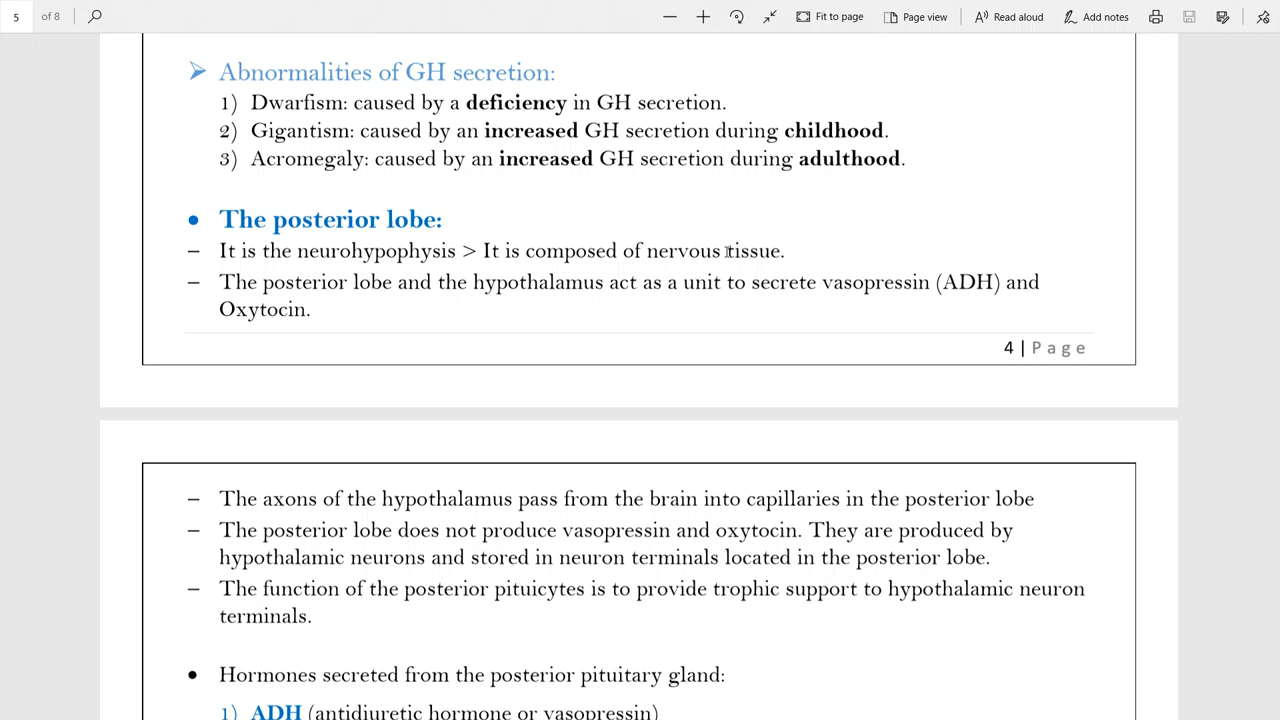 5 of 8 Fit to page Page view Read aloud Add notes
➤ Abnormalities of GH secretion:
1) Dwarfism: caused by a deficiency in GH secretion.
2) Gigantism: caused by an increased GH secretion during childhood.
3) Acromegaly: caused by an increased GH secretion during adulthood.
• The posterior lobe:
– It is the neurohypophysis > It is composed of nervous tissue.
– The posterior lobe and the hypothalamus act as a unit to secrete vasopressin (ADH) and
Oxytocin.
4 | Page
– The axons of the hypothalamus pass from the brain into capillaries in the posterior lobe
– The posterior lobe does not produce vasopressin and oxytocin. They are produced by
hypothalamic neurons and stored in neuron terminals located in the posterior lobe.
– The function of the posterior pituicytes is to provide trophic support to hypothalamic neuron
terminals.
• Hormones secreted from the posterior pituitary gland:
1) ADH (antidiuretic hormone or vasopressin)